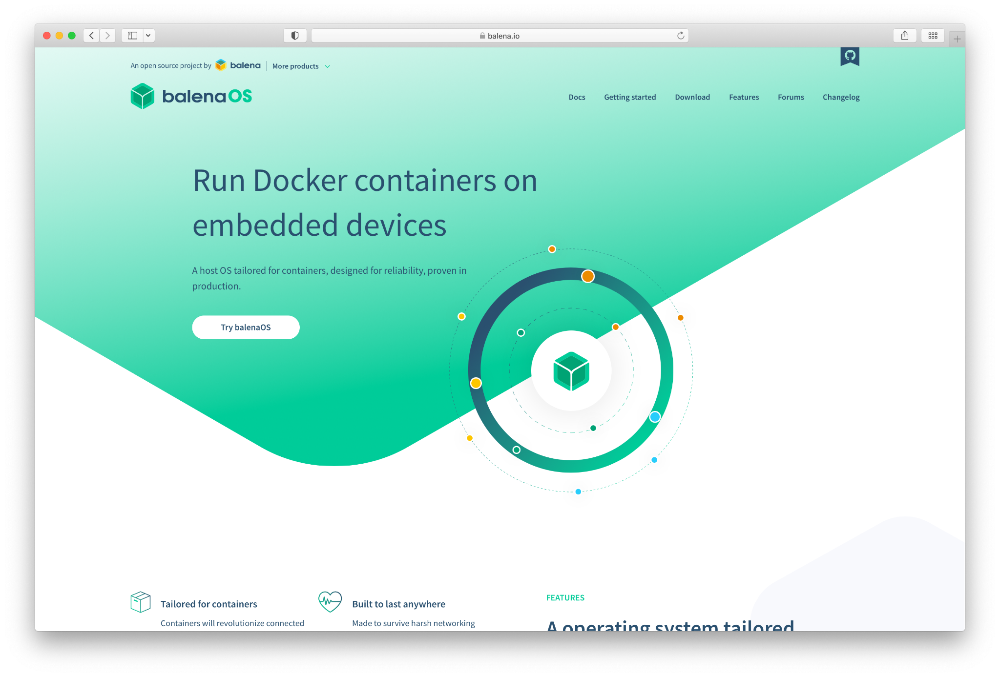 balena.io
An open source project by balena More products
balenaOS
Docs Getting started Download Features Forums Changelog
Run Docker containers on
embedded devices
A host OS tailored for containers, designed for reliability, proven in
production.
Try balenaOS
Tailored for containers
Containers will revolutionize connected
Built to last anywhere
Made to survive harsh networking
FEATURES
A operating system tailored